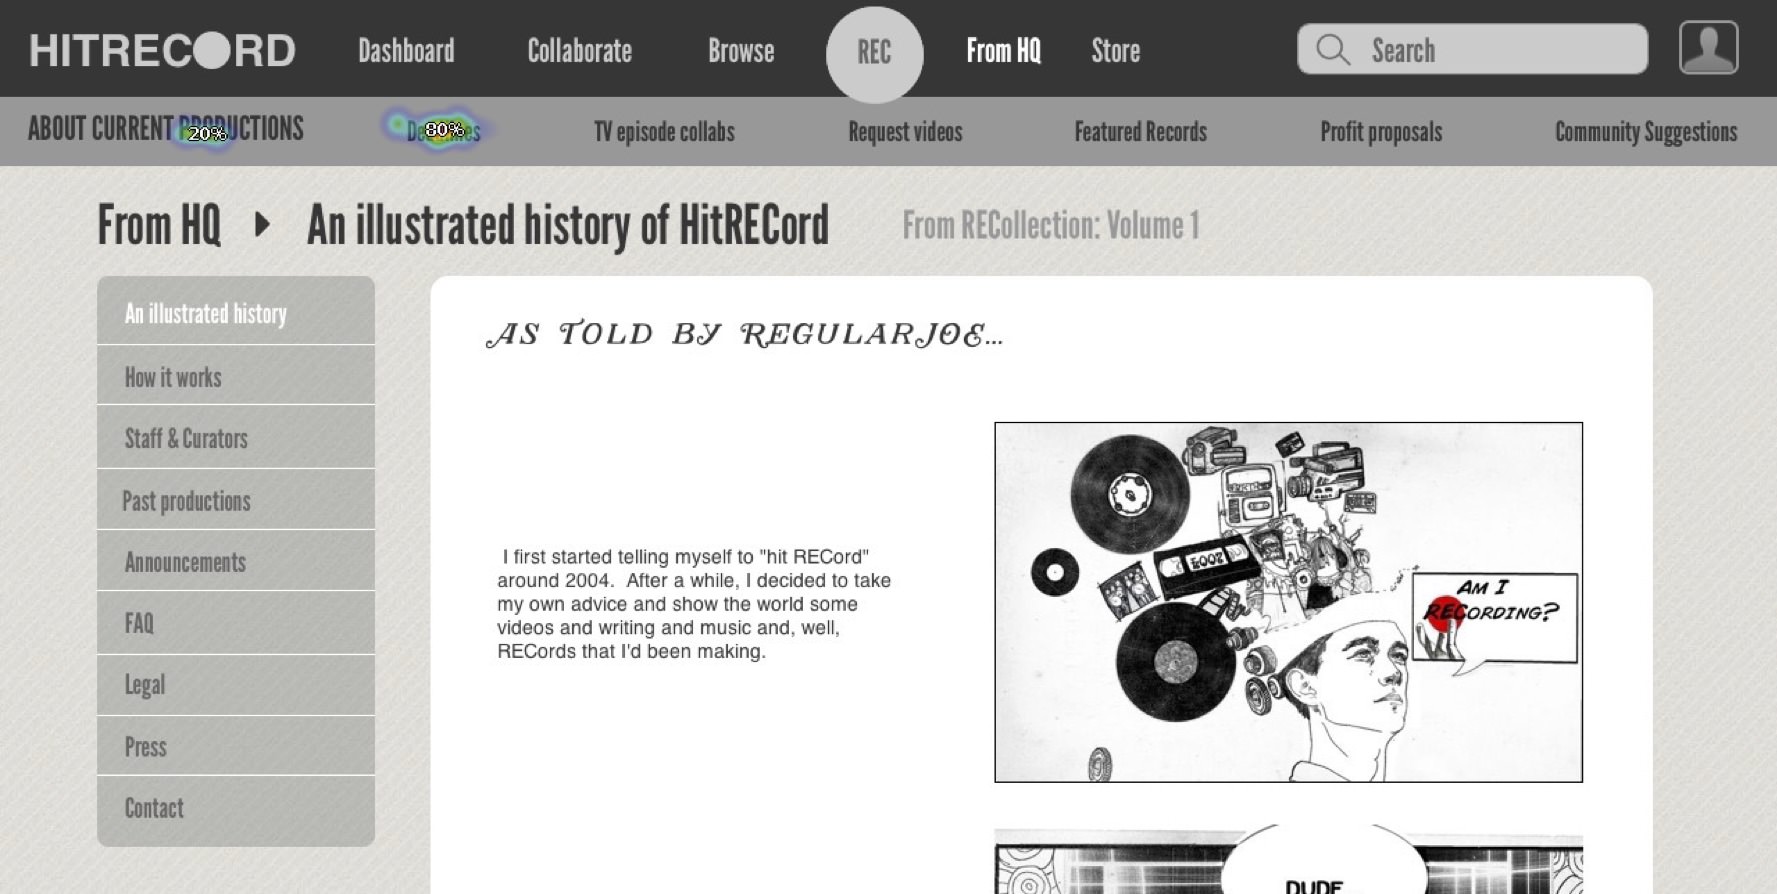 HITRECORD Dashboard Collaborate Browse REC From HQ Store Search
ABOUT CURRENT PRODUCTIONS 20% 80% TV episode collabs Request videos Featured Records Profit proposals Community Suggestions
From HQ An illustrated history of HitRECord From RECollection: Volume 1
An illustrated history
How it works
Staff & Curators
Past productions
Announcements
FAQ
Legal
Press
Contact
AS TOLD BY REGULARJOE...
I first started telling myself to "hit RECord"
around 2004. After a while, I decided to take
my own advice and show the world some
videos and writing and music and, well,
RECords that I'd been making.
2001
AM I
RECORDING?
DUDE